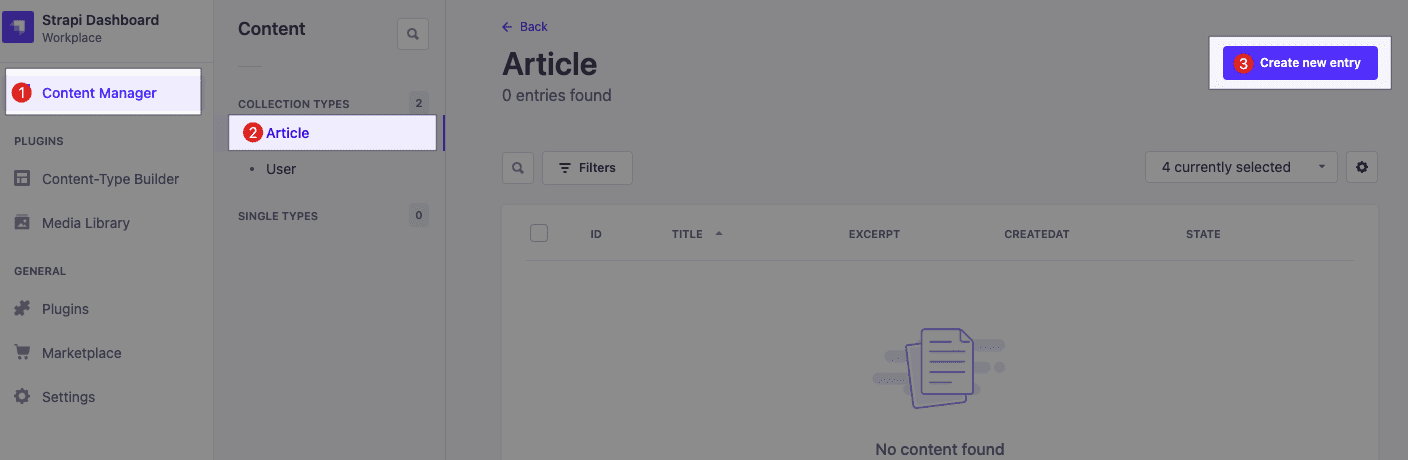 Strapi Dashboard
Workplace
1 Content Manager
PLUGINS
Content-Type Builder
Media Library
GENERAL
Plugins
Marketplace
Settings
Content
COLLECTION TYPES 2
2 Article
• User
SINGLE TYPES 0
← Back
Article
0 entries found
3 Create new entry
Filters
4 currently selected
ID TITLE EXCERPT CREATEDAT STATE
No content found